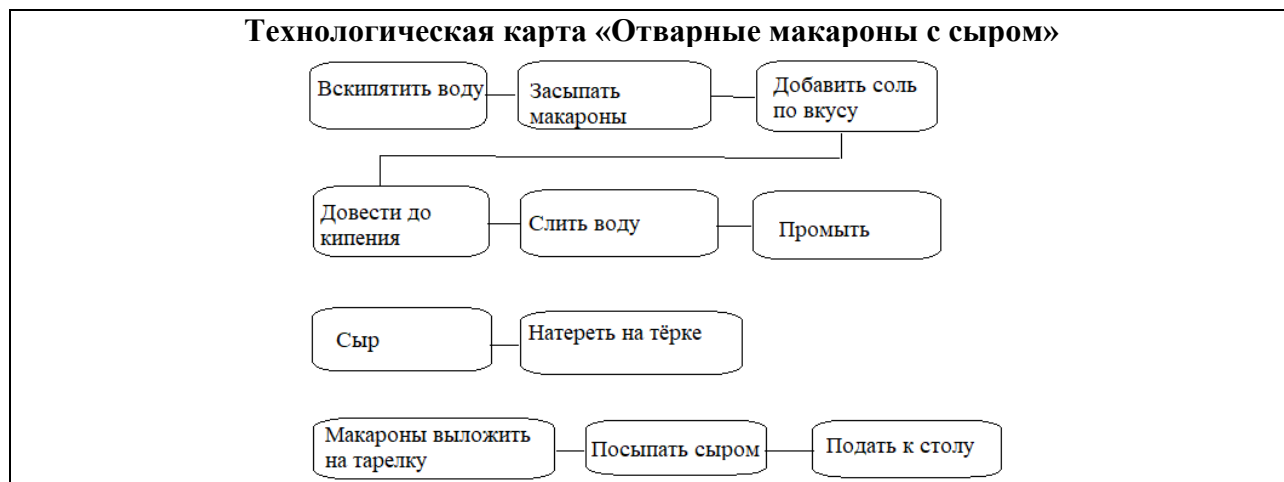 Технологическая карта «Отварные макароны с сыром»
Вскипятить воду
Засыпать
макароны
Добавить соль
по вкусу
Довести до
кипения
Слить воду
Промыть
Сыр
Натереть на тёрке
Макароны выложить
на тарелку
Посыпать сыром
Подать к столу